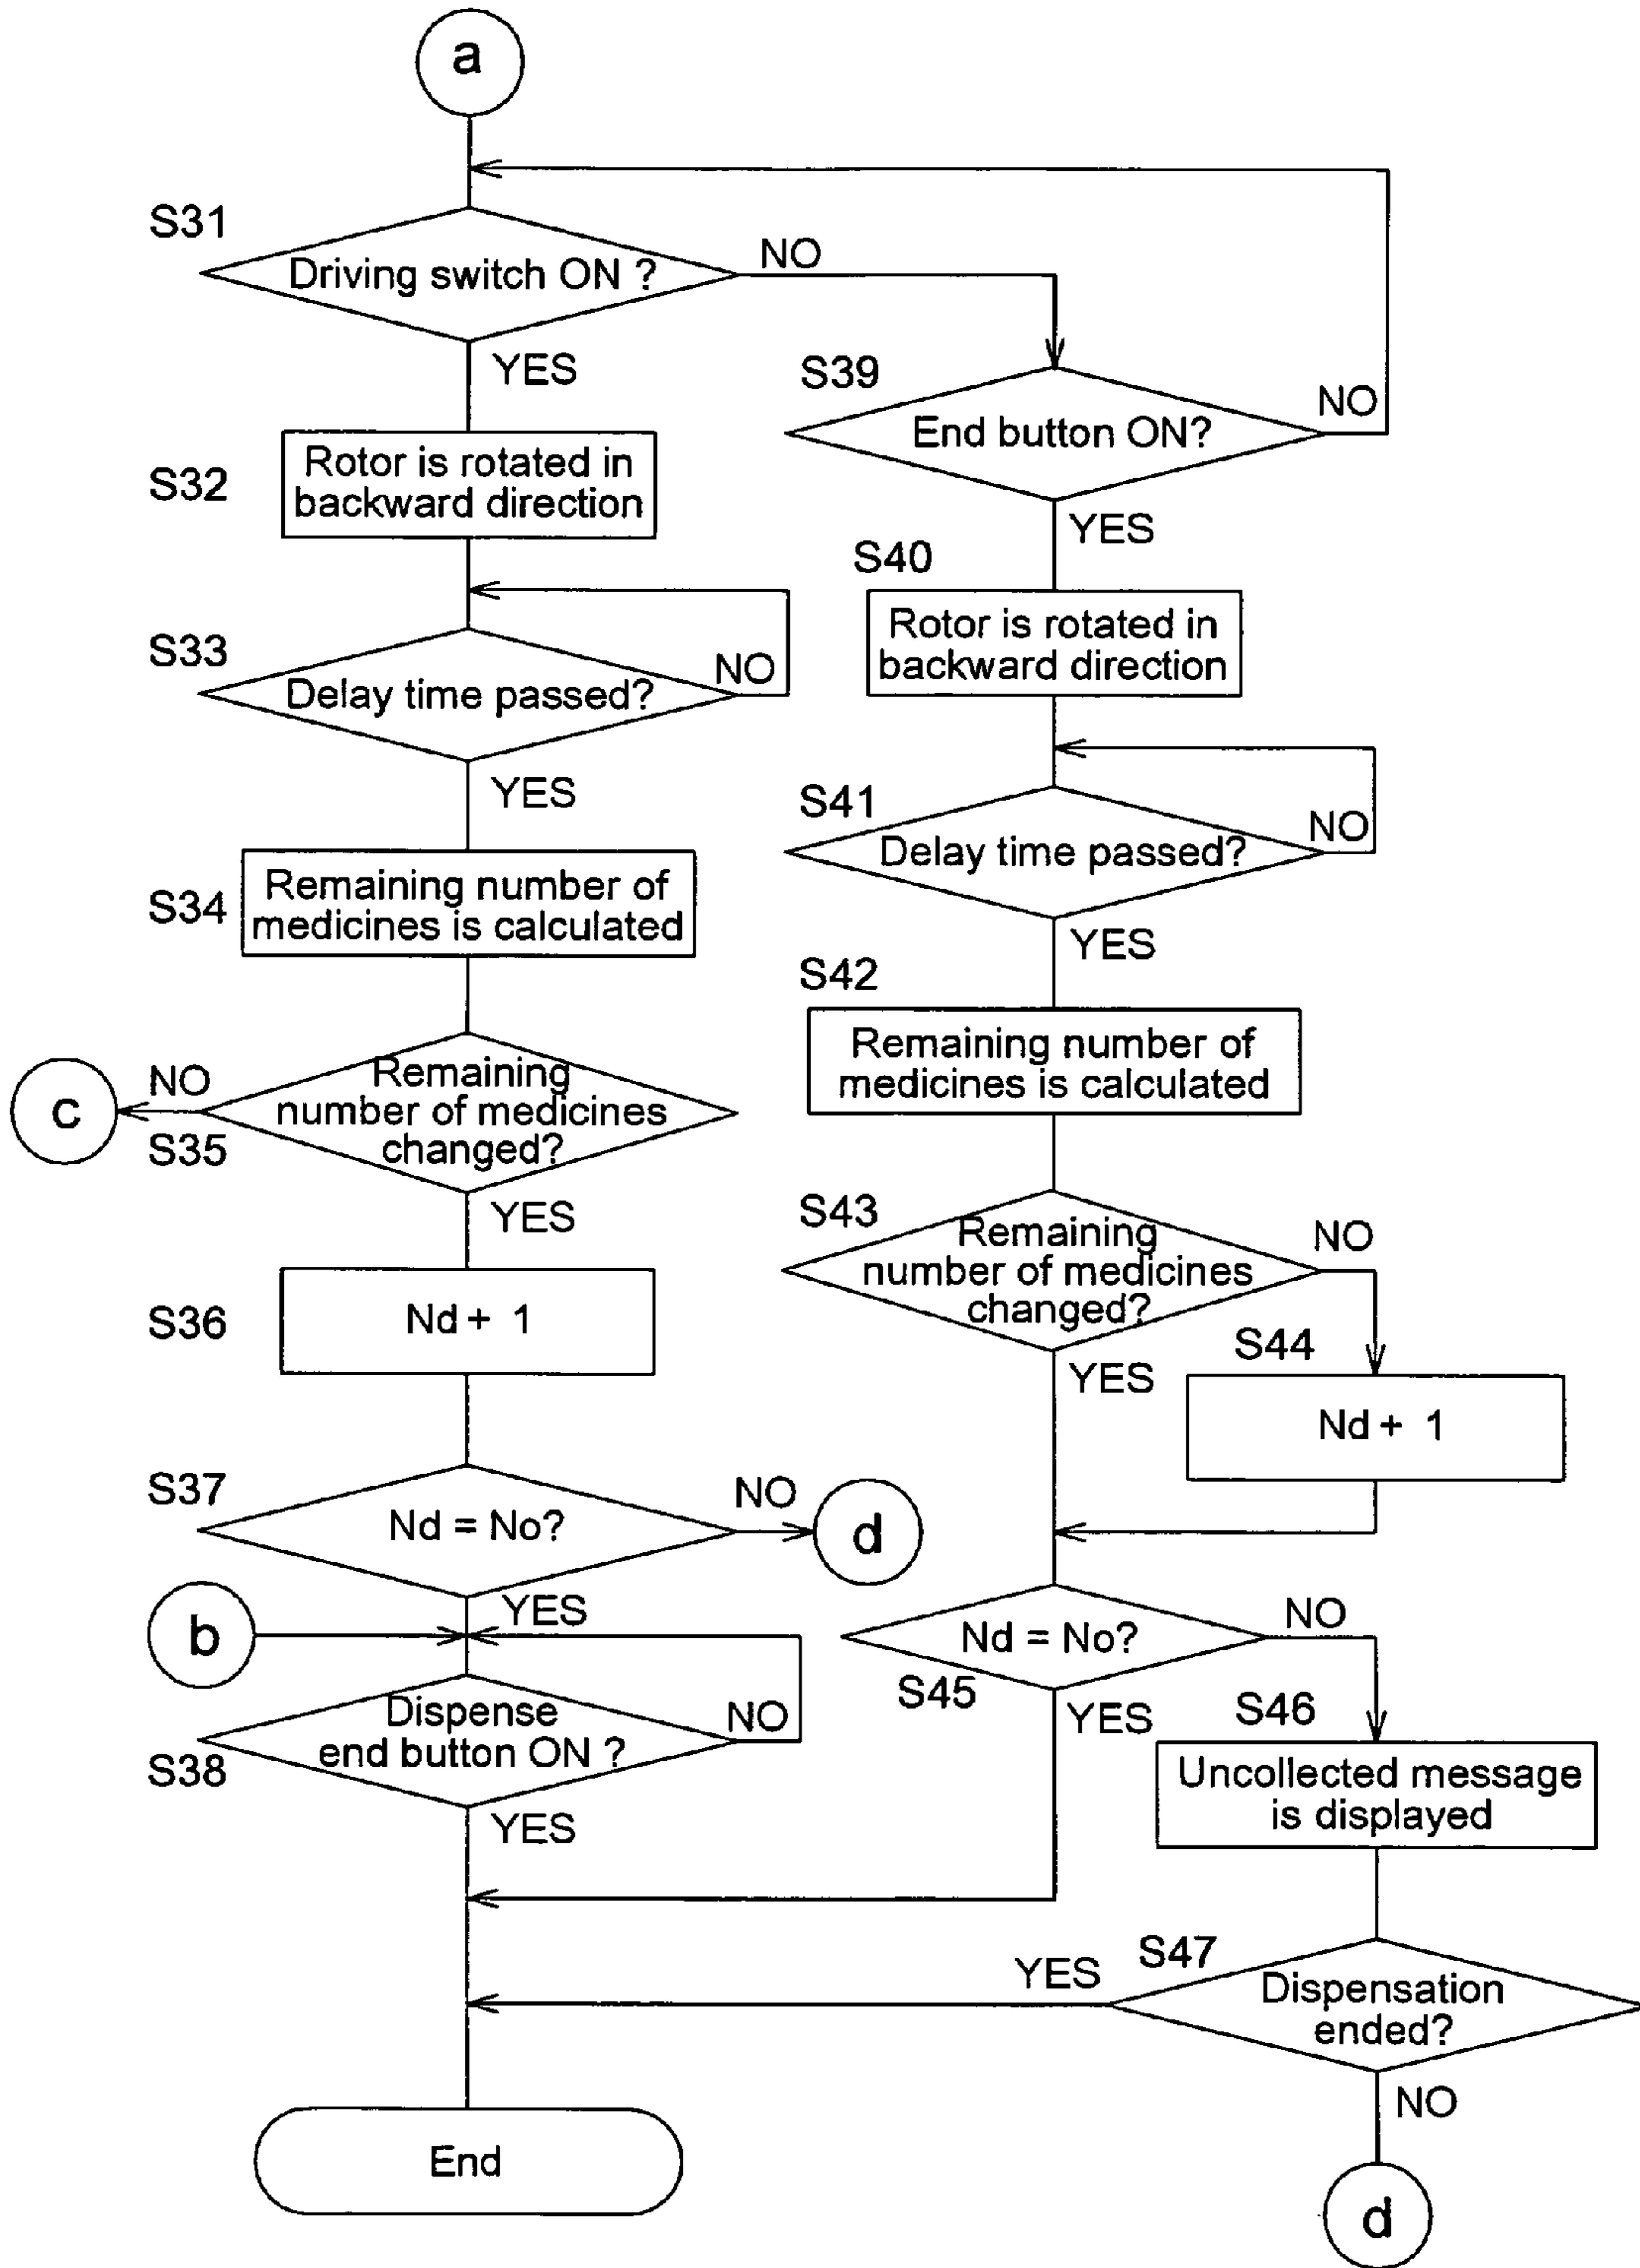 a
S31
Driving switch ON ?
NO
YES
S32
Rotor is rotated in
backward direction
S33
Delay time passed?
NO
YES
S34
Remaining number of
medicines is calculated
c
NO
S35
Remaining
number of medicines
changed?
YES
S36
Nd + 1
S37
Nd = No?
NO
d
YES
b
S38
Dispense
end button ON ?
NO
YES
End
S39
End button ON?
NO
YES
S40
Rotor is rotated in
backward direction
S41
Delay time passed?
NO
YES
S42
Remaining number of
medicines is calculated
S43
Remaining
number of medicines
changed?
NO
YES
S44
Nd + 1
Nd = No?
NO
S45
YES
S46
Uncollected message
is displayed
S47
YES
Dispensation
ended?
NO
d